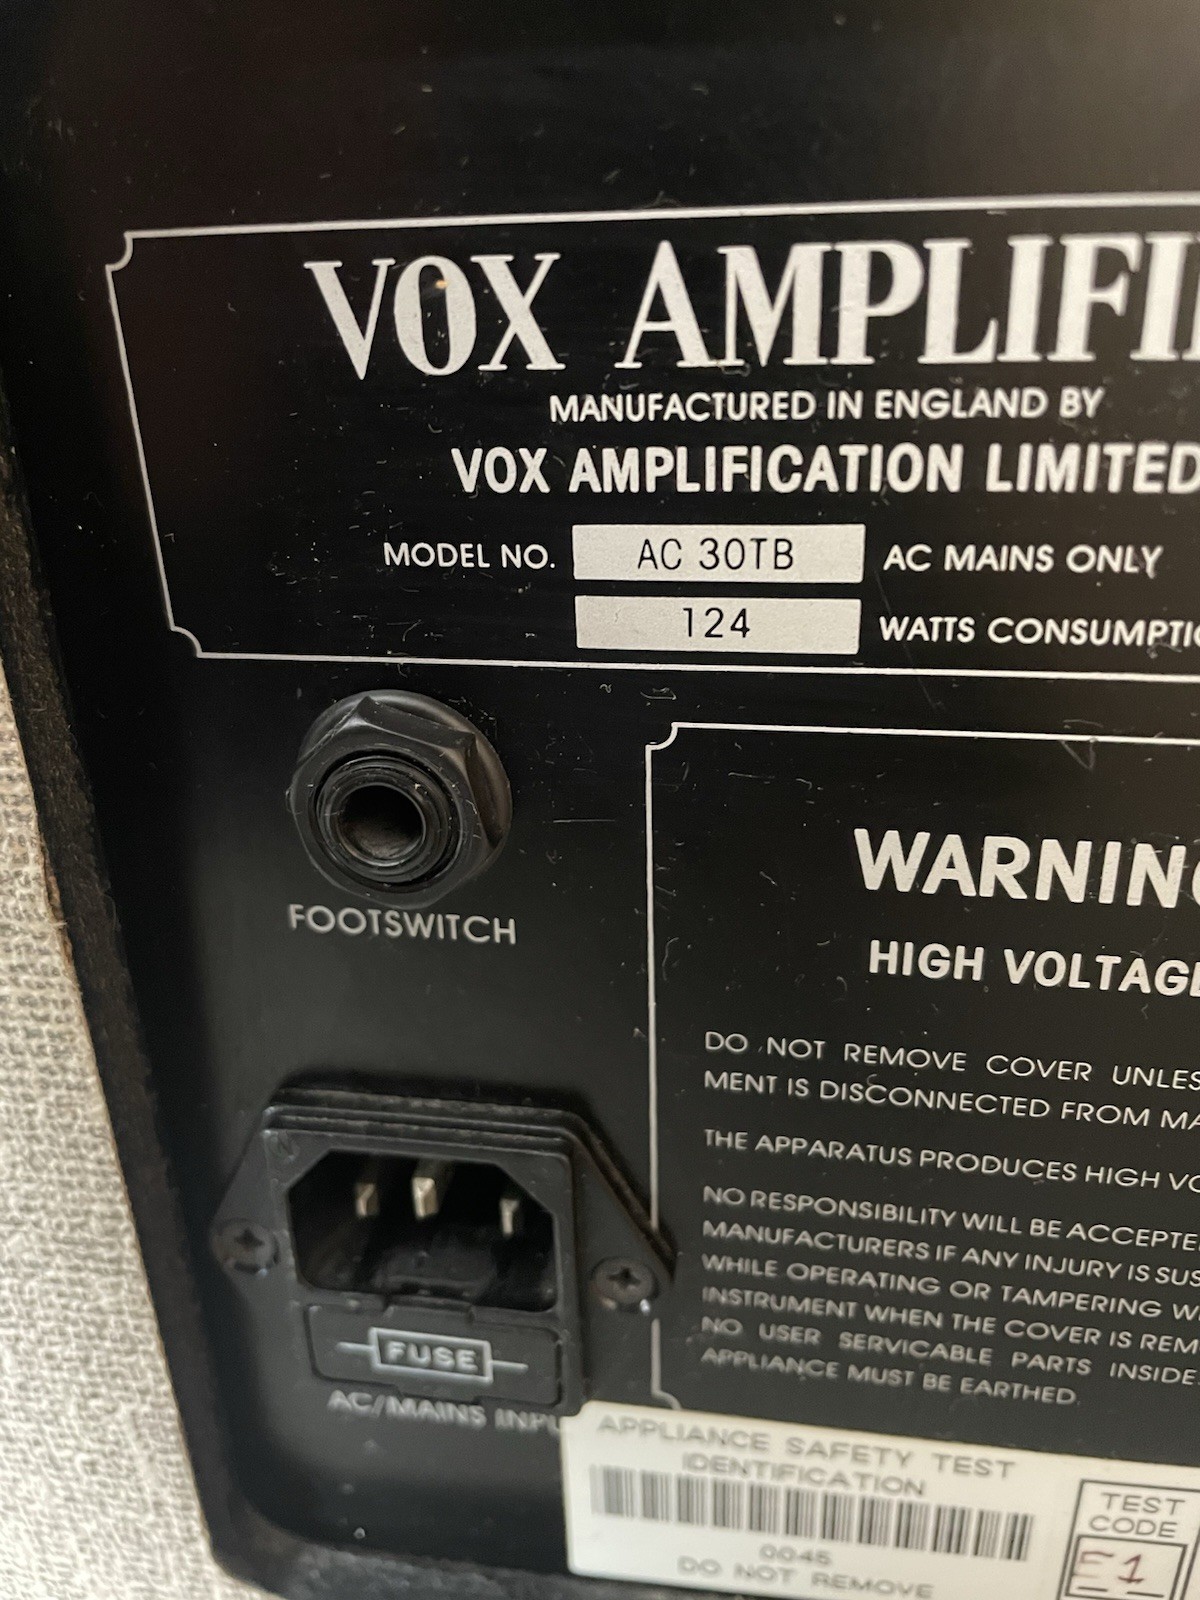 VOX AMPLIFI
MANUFACTURED IN ENGLAND BY
VOX AMPLIFICATION LIMITED
MODEL NO. AC 30TB AC MAINS ONLY
124 WATTS CONSUMPTI
FOOTSWITCH
WARNING
HIGH VOLTAGE
DO NOT REMOVE COVER UNLES
MENT IS DISCONNECTED FROM MA
THE APPARATUS PRODUCES HIGH VO
NO RESPONSIBILITY WILL BE ACCEPTE
MANUFACTURERS IF ANY INJURY IS SUS
WHILE OPERATING OR TAMPERING W
INSTRUMENT WHEN THE COVER IS REM
NO USER SERVICABLE PARTS INSIDE
APPLIANCE MUST BE EARTHED.
FUSE
AC/MAINS INPU
APPLIANCE SAFETY TEST
IDENTIFICATION
0045
DO NOT REMOVE
TEST
CODE
E1